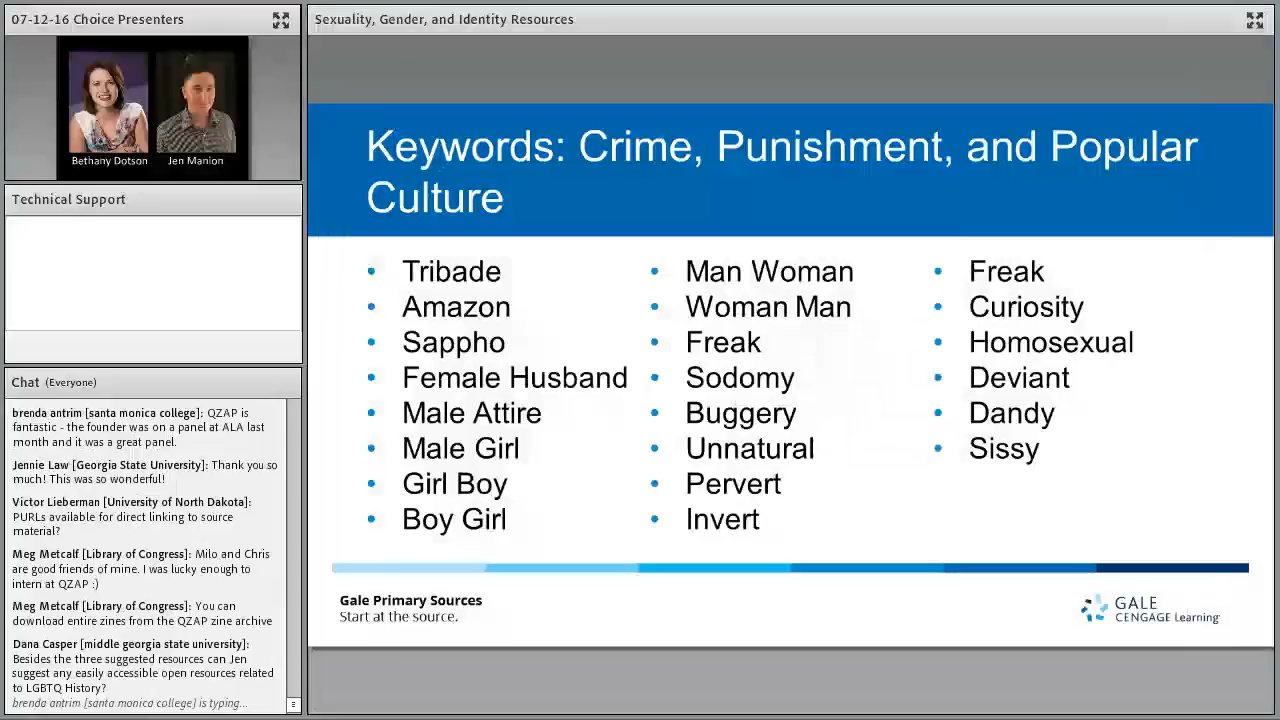 07-12-16 Choice Presenters
Bethany Dotson
Jen Manion
Technical Support
Chat (Everyone)
brenda antrim [santa monica college]: QZAP is
fantastic - the founder was on a panel at ALA last
month and it was a great panel.
Jennie Law [Georgia State University]: Thank you so
much! This was so wonderful!
Victor Lieberman [University of North Dakota]:
PURLs available for direct linking to source
material?
Meg Metcalf [Library of Congress]: Milo and Chris
are good friends of mine. I was lucky enough to
intern at QZAP :)
Meg Metcalf [Library of Congress]: You can
download entire zines from the QZAP zine archive
Dana Casper [middle georgia state university]:
Besides the three suggested resources can Jen
suggest any easily accessible open resources related
to LGBTQ History?
brenda antrim [santa monica college] is typing...
Sexuality, Gender, and Identity Resources
Keywords: Crime, Punishment, and Popular
Culture
• Tribade
• Amazon
• Sappho
• Female Husband
• Male Attire
• Male Girl
• Girl Boy
• Boy Girl
• Man Woman
• Woman Man
• Freak
• Sodomy
• Buggery
• Unnatural
• Pervert
• Invert
• Freak
• Curiosity
• Homosexual
• Deviant
• Dandy
• Sissy
Gale Primary Sources
Start at the source.
GALE
CENGAGE Learning